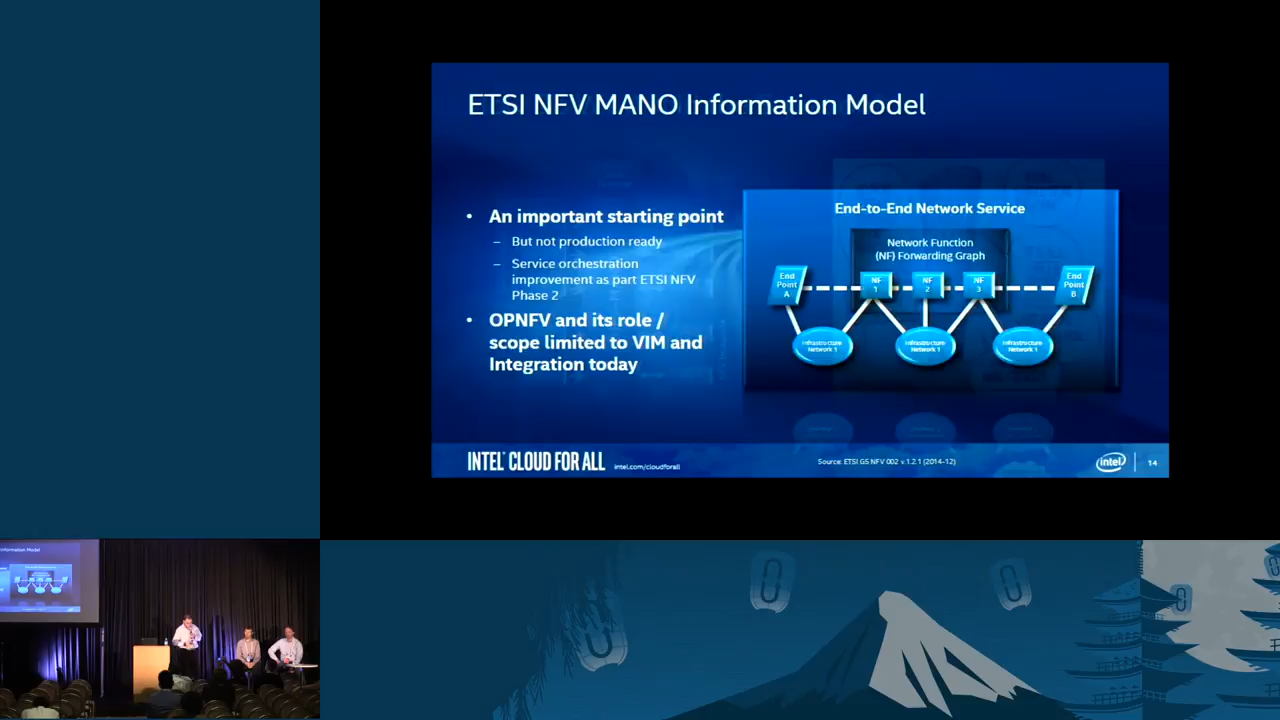 ETSI NFV MANO Information Model
• An important starting point
– But not production ready
– Service orchestration
improvement as part ETSI NFV
Phase 2
• OPNFV and its role /
scope limited to VIM and
Integration today
End-to-End Network Service
Network Function
(NF) Forwarding Graph
End
Point
A
NF
1
NF
2
NF
3
End
Point
B
Infrastructure
Network 1
Infrastructure
Network 1
Infrastructure
Network 1
INTEL CLOUD FOR ALL
intel.com/cloudforall
Source: ETSI GS NFV 002 v.1.2.1 (2014-12)
intel
14